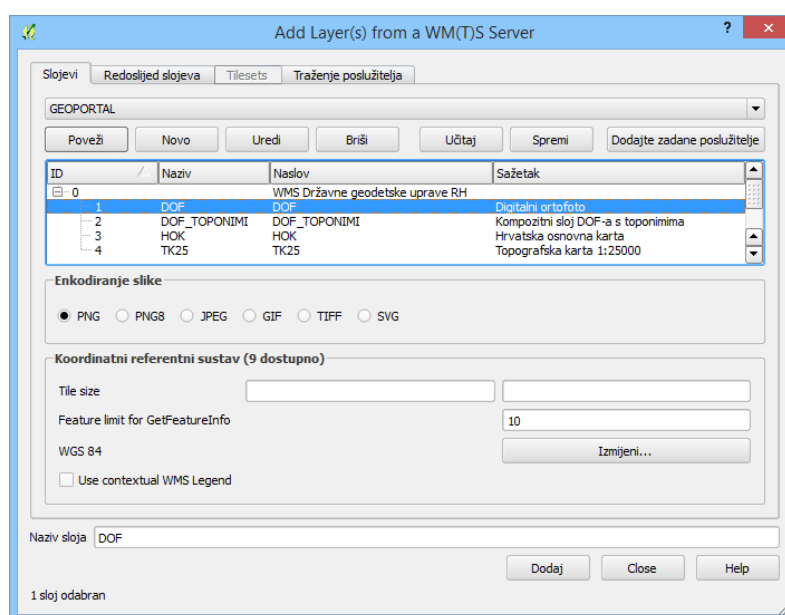 Add Layer(s) from a WM(T)S Server
?
Slojevi Redoslijed slojeva Tilesets Traženje poslužitelja
GEOPORTAL
Poveži Novo Uredi Briši Učitaj Spremi Dodajte zadane poslužitelje
ID Naziv Naslov Sažetak
0 WMS Državne geodetske uprave RH
1 DOF DOF Digitalni ortofoto
2 DOF_TOPONIMI DOF_TOPONIMI Kompozitni sloj DOF-a s toponimima
3 HOK HOK Hrvatska osnovna karta
4 TK25 TK25 Topografska karta 1:25000
Enkodiranje slike
PNG PNG8 JPEG GIF TIFF SVG
Koordinatni referentni sustav (9 dostupno)
Tile size
Feature limit for GetFeatureInfo 10
WGS 84 Izmijeni...
Use contextual WMS Legend
Naziv sloja DOF
Dodaj Close Help
1 sloj odabran